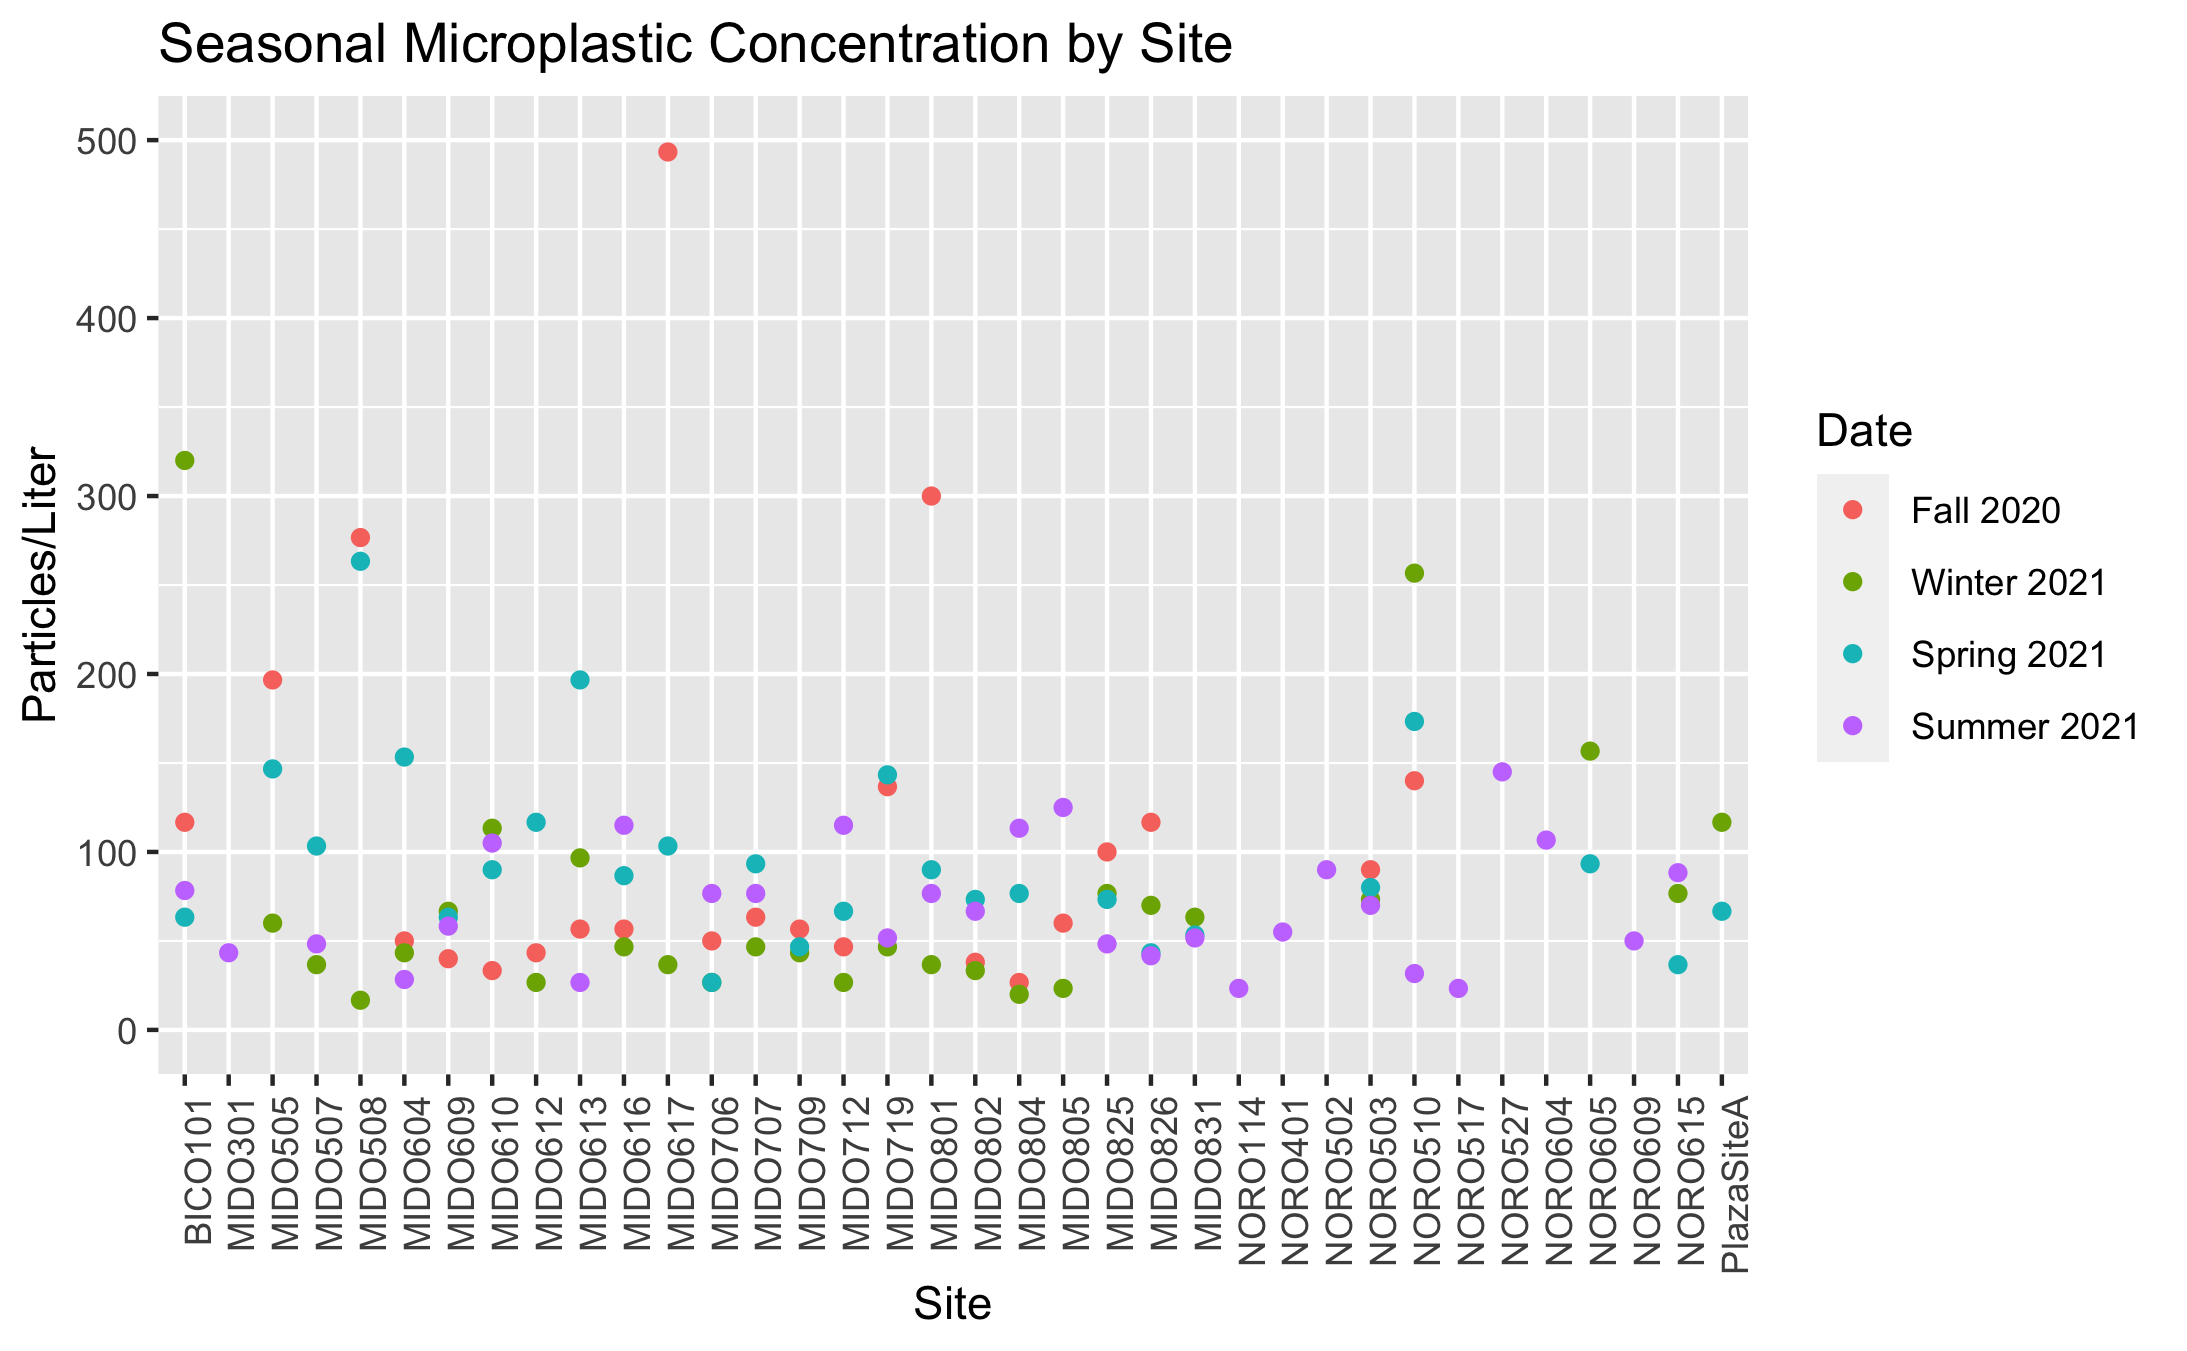 Seasonal Microplastic Concentration by Site
Particles/Liter
500
400
300
200
100
0
BICO101
MIDO301
MIDO505
MIDO507
MIDO508
MIDO604
MIDO609
MIDO610
MIDO612
MIDO613
MIDO616
MIDO617
MIDO706
MIDO707
MIDO709
MIDO712
MIDO719
MIDO801
MIDO802
MIDO804
MIDO805
MIDO825
MIDO826
MIDO831
NORO114
NORO401
NORO502
NORO503
NORO510
NORO517
NORO527
NORO604
NORO605
NORO609
NORO615
PlazaSiteA
Site
Date
Fall 2020
Winter 2021
Spring 2021
Summer 2021